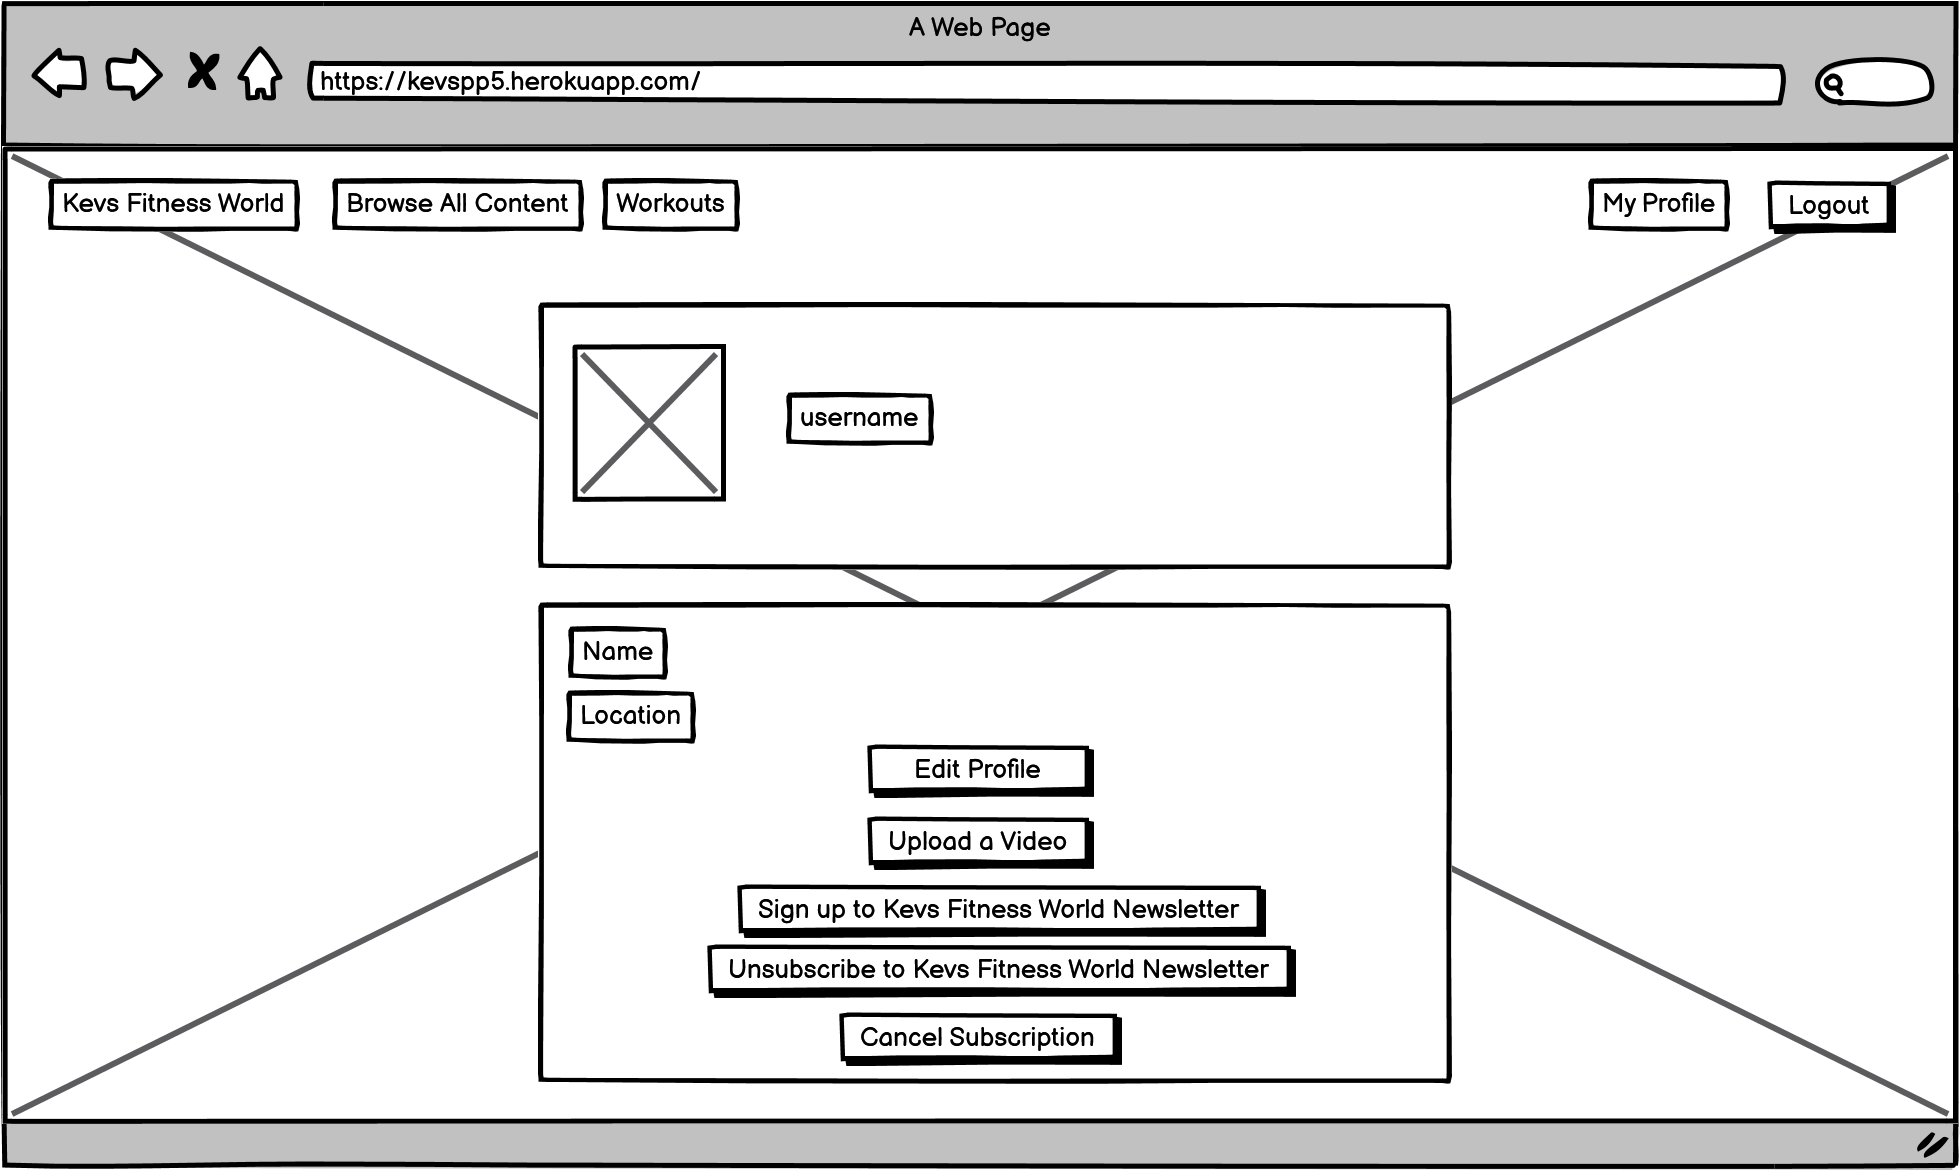 A Web Page
https://kevspp5.herokuapp.com/
Kevs Fitness World
Browse All Content
Workouts
My Profile
Logout
username
Name
Location
Edit Profile
Upload a Video
Sign up to Kevs Fitness World Newsletter
Unsubscribe to Kevs Fitness World Newsletter
Cancel Subscription